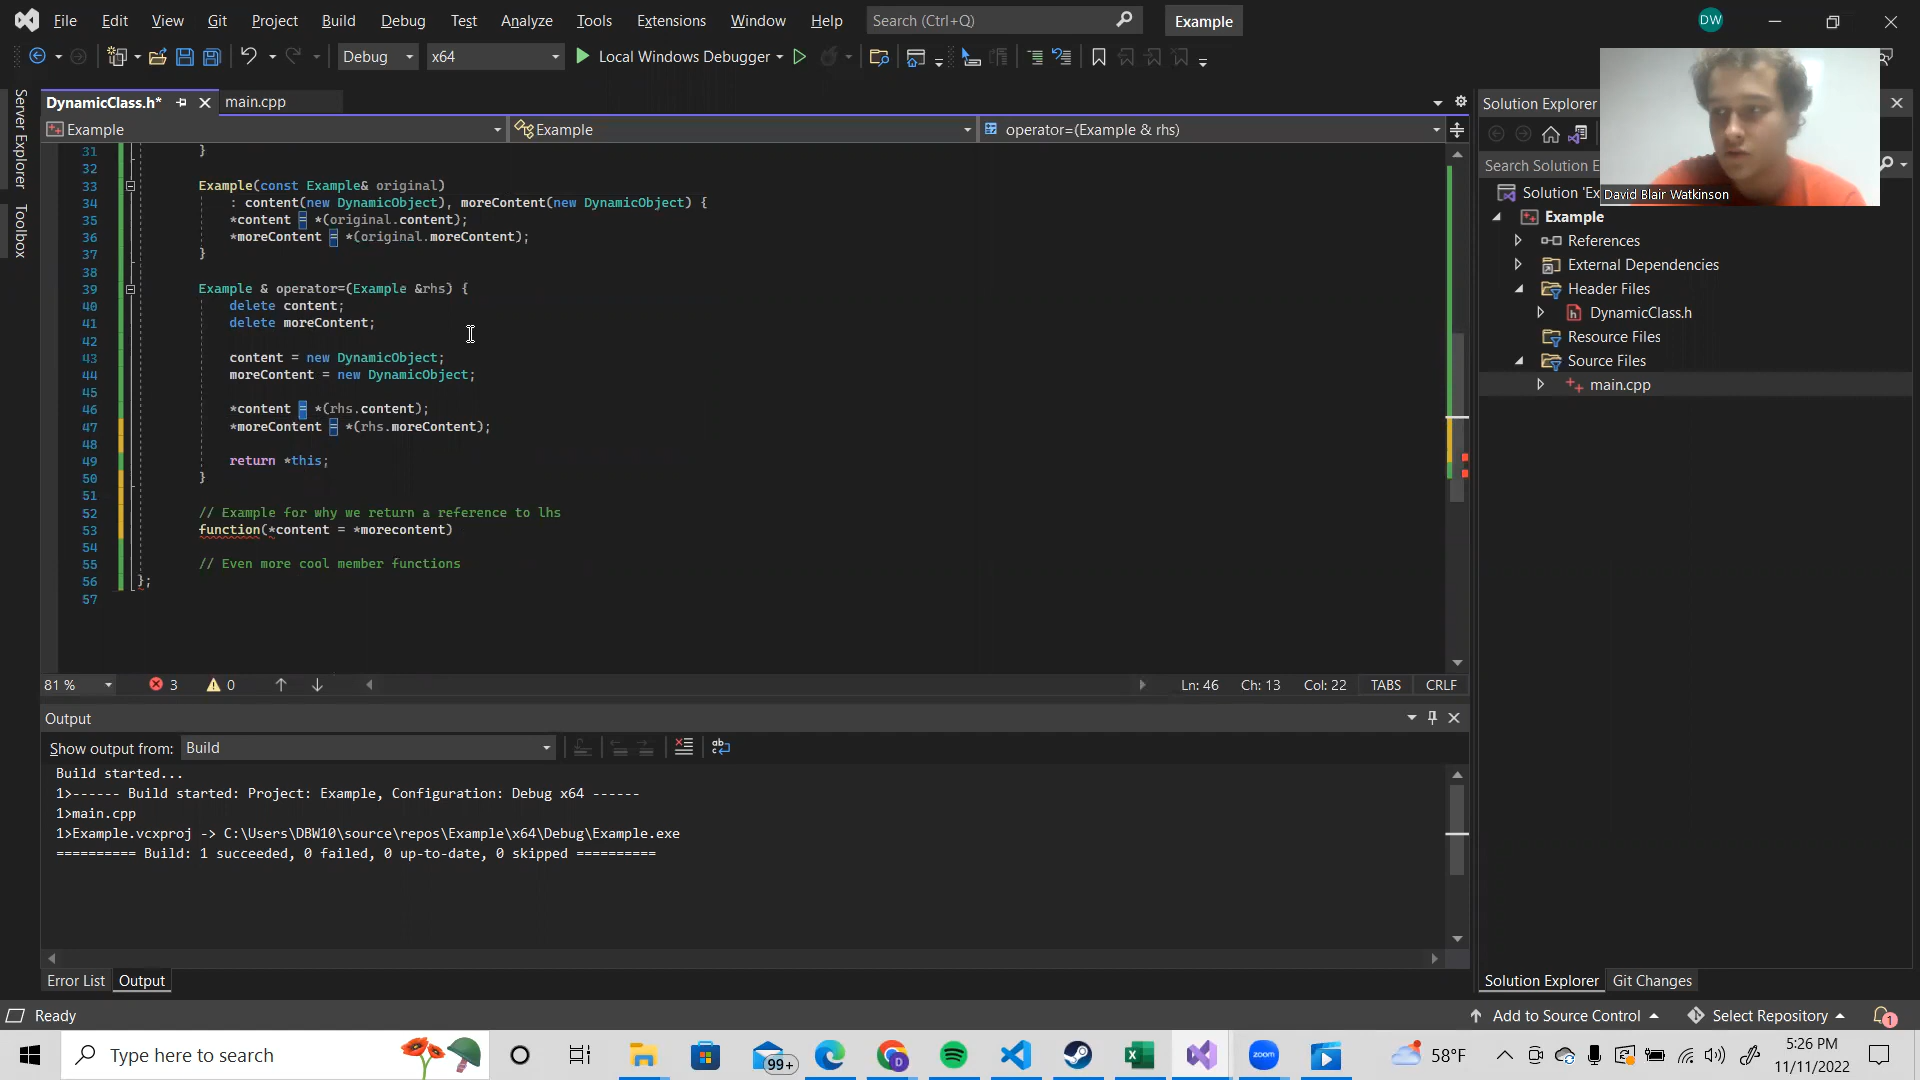 File Edit View Git Project Build Debug Test Analyze Tools Extensions Window Help Search (Ctrl+Q) Example DW
Debug x64 Local Windows Debugger
Server Explorer
Toolbox
DynamicClass.h* main.cpp
Example Example operator=(Example & rhs)
31 }
32
33 Example(const Example& original)
34 : content(new DynamicObject), moreContent(new DynamicObject) {
35 *content = *(original.content);
36 *moreContent = *(original.moreContent);
37 }
38
39 Example & operator=(Example &rhs) {
40 delete content;
41 delete moreContent;
42
43 content = new DynamicObject;
44 moreContent = new DynamicObject;
45
46 *content = *(rhs.content);
47 *moreContent = *(rhs.moreContent);
48
49 return *this;
50 }
51
52 // Example for why we return a reference to lhs
53 function(*content = *morecontent)
54
55 // Even more cool member functions
56 };
57
81 % 3 0 Ln: 46 Ch: 13 Col: 22 TABS CRLF
Output
Show output from: Build
Build started...
1>------ Build started: Project: Example, Configuration: Debug x64 ------
1>main.cpp
1>Example.vcxproj -> C:\Users\DBW10\source\repos\Example\x64\Debug\Example.exe
========== Build: 1 succeeded, 0 failed, 0 up-to-date, 0 skipped ==========
Error List Output
Solution Explorer
Search Solution E
David Blair Watkinson
Solution 'Ex
Example
References
External Dependencies
Header Files
DynamicClass.h
Resource Files
Source Files
main.cpp
Solution Explorer Git Changes
Ready Add to Source Control Select Repository 1
Type here to search 99+ zoom 58°F 5:26 PM
11/11/2022